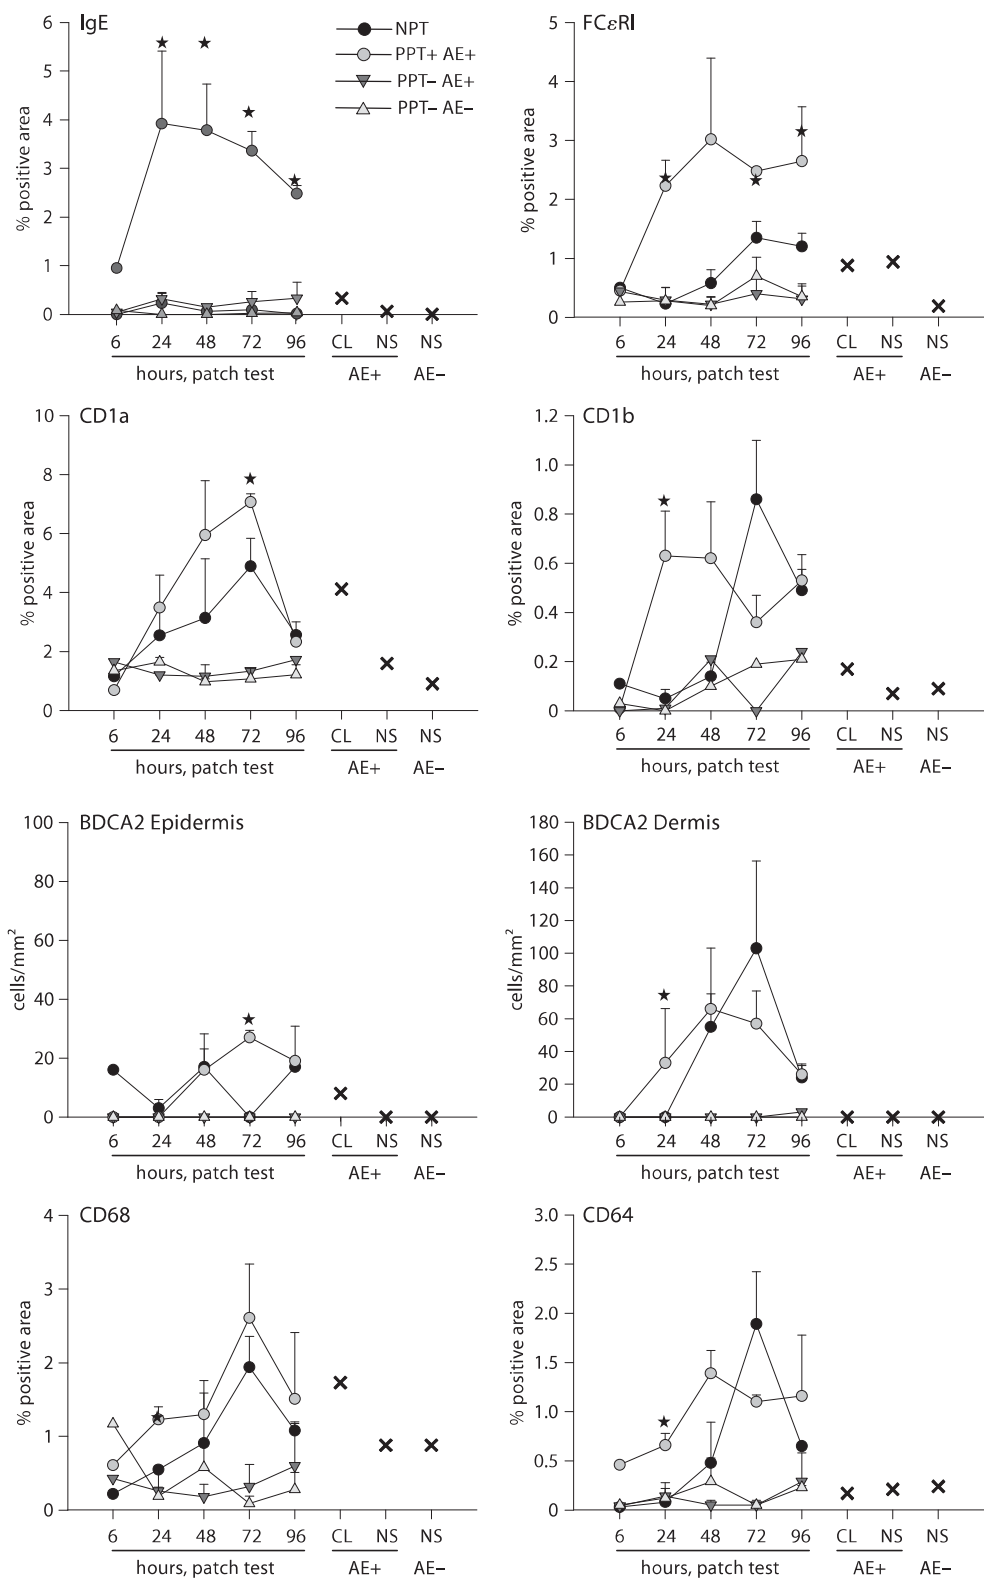 IgE
NPT
PPT+ AE+
PPT– AE+
PPT– AE–
% positive area
6
5
4
3
2
1
0
6 24 48 72 96 CL NS NS
hours, patch test AE+ AE–
FCεRI
% positive area
5
4
3
2
1
0
6 24 48 72 96 CL NS NS
hours, patch test AE+ AE–
CD1a
% positive area
10
8
6
4
2
0
6 24 48 72 96 CL NS NS
hours, patch test AE+ AE–
CD1b
% positive area
1.2
1.0
0.8
0.6
0.4
0.2
0
6 24 48 72 96 CL NS NS
hours, patch test AE+ AE–
BDCA2 Epidermis
cells/mm²
100
80
60
40
20
0
6 24 48 72 96 CL NS NS
hours, patch test AE+ AE–
BDCA2 Dermis
cells/mm²
180
160
140
120
100
80
60
40
20
0
6 24 48 72 96 CL NS NS
hours, patch test AE+ AE–
CD68
% positive area
4
3
2
1
0
6 24 48 72 96 CL NS NS
hours, patch test AE+ AE–
CD64
% positive area
3.0
2.5
2.0
1.5
1.0
0.5
0
6 24 48 72 96 CL NS NS
hours, patch test AE+ AE–